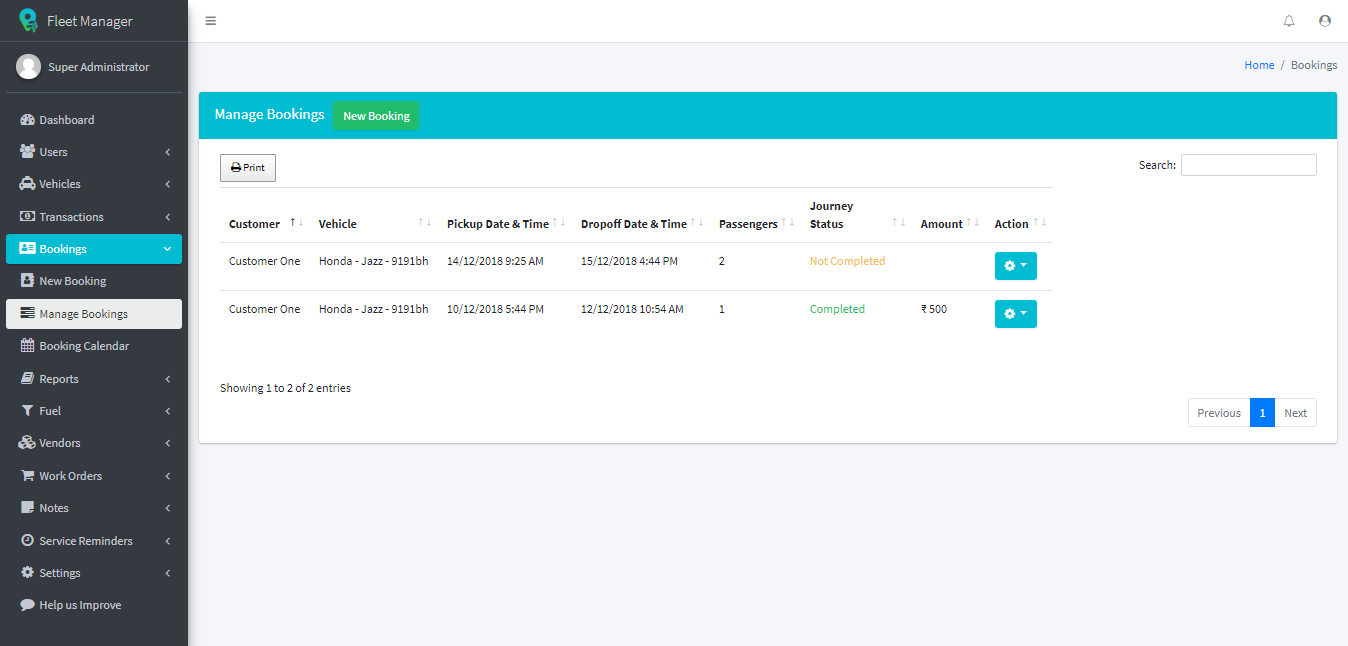 Fleet Manager
Super Administrator
Dashboard
Users
Vehicles
Transactions
Bookings
New Booking
Manage Bookings
Booking Calendar
Reports
Fuel
Vendors
Work Orders
Notes
Service Reminders
Settings
Help us Improve
Home / Bookings
Manage Bookings New Booking
Print
Search:
Customer Vehicle Pickup Date & Time Dropoff Date & Time Passengers Journey Status Amount Action
Customer One Honda - Jazz - 9191bh 14/12/2018 9:25 AM 15/12/2018 4:44 PM 2 Not Completed
Customer One Honda - Jazz - 9191bh 10/12/2018 5:44 PM 12/12/2018 10:54 AM 1 Completed ₹ 500
Showing 1 to 2 of 2 entries
Previous 1 Next